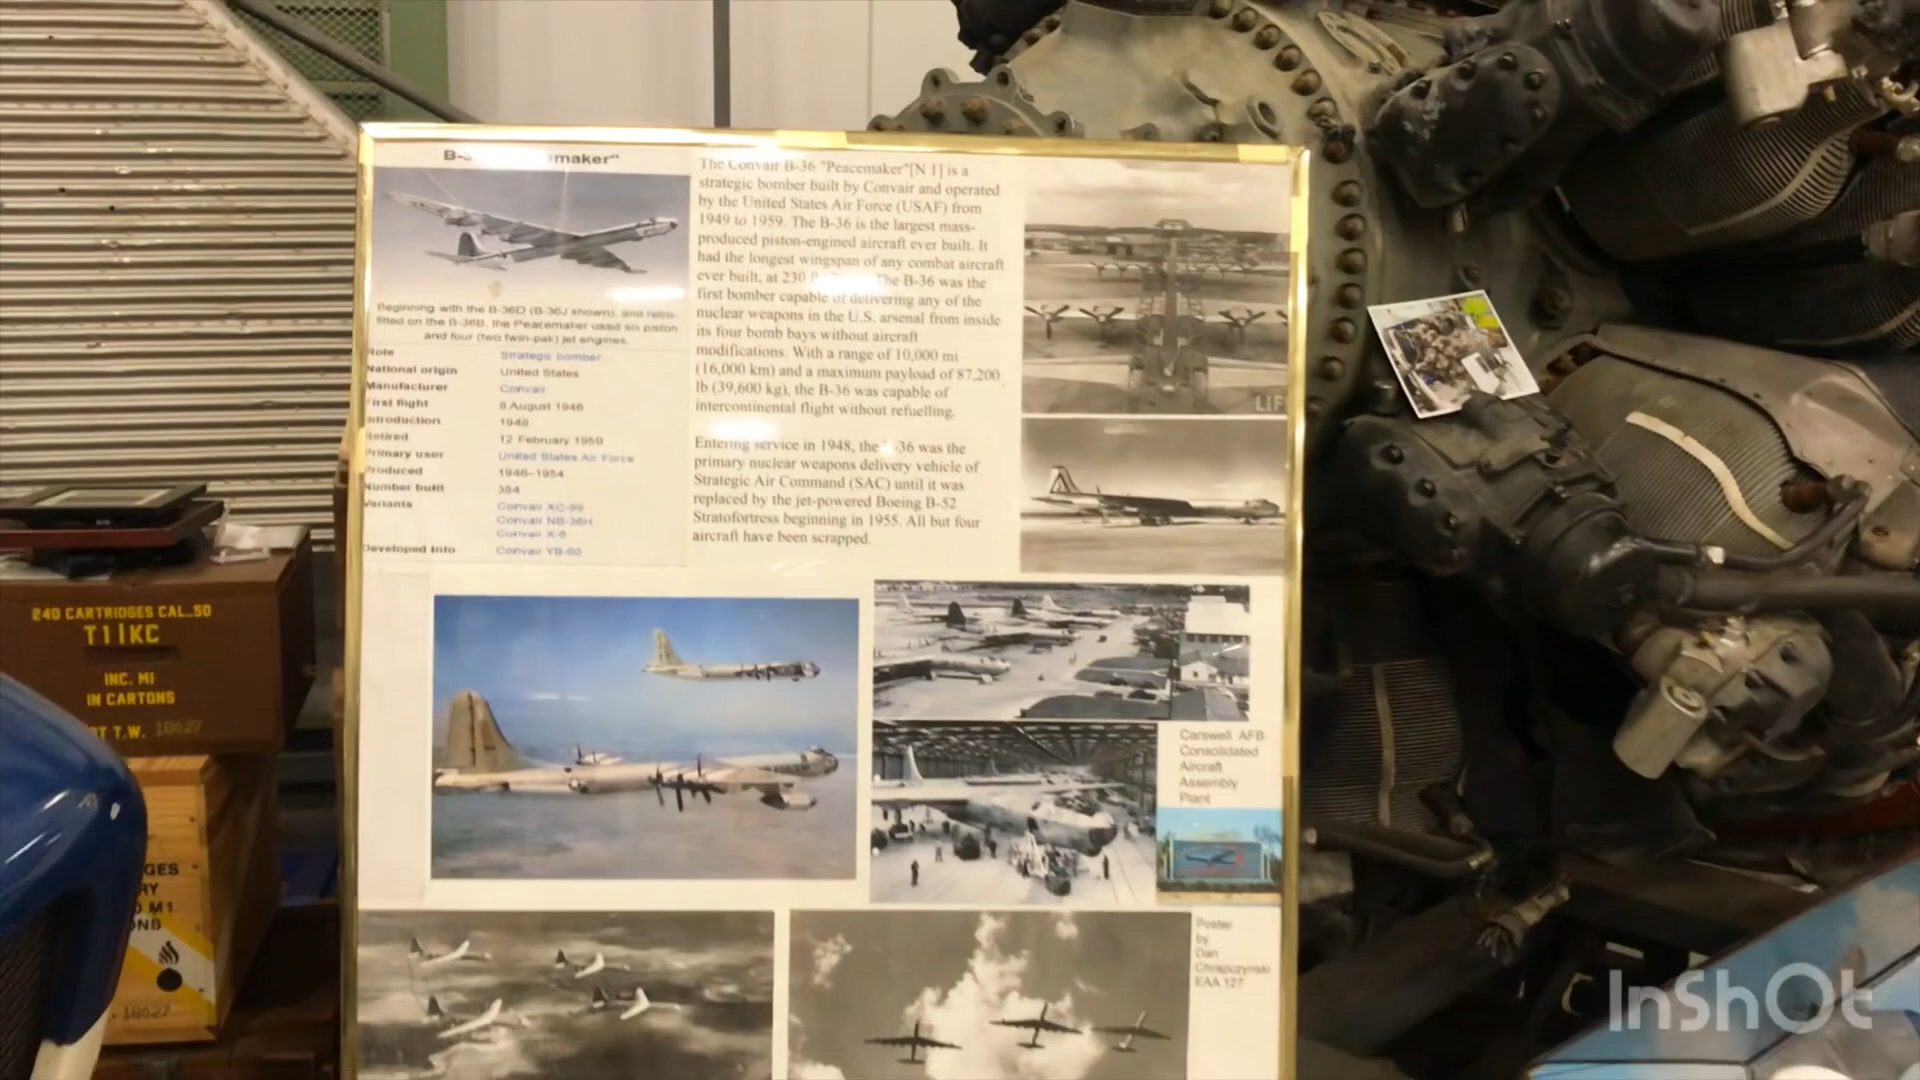 maker"
Beginning with the B-36D (B-36J shown), and retro-
fitted on the B-36B, the Peacemaker used six piston
and four (two twin-pak) jet engines.
Role Strategic bomber
National origin United States
Manufacturer Convair
First flight 8 August 1946
Introduction 1948
Retired 12 February 1959
Primary user United States Air Force
Produced 1946–1954
Number built 384
Variants Convair XC-99
Convair NB-36H
Convair X-6
Developed into Convair YB-60
The Convair B-36 "Peacemaker"[N 1] is a
strategic bomber built by Convair and operated
by the United States Air Force (USAF) from
1949 to 1959. The B-36 is the largest mass-
produced piston-engined aircraft ever built. It
had the longest wingspan of any combat aircraft
ever built, at 230 The B-36 was the
first bomber capable of delivering any of the
nuclear weapons in the U.S. arsenal from inside
its four bomb bays without aircraft
modifications. With a range of 10,000 mi
(16,000 km) and a maximum payload of 87,200
lb (39,600 kg), the B-36 was capable of
intercontinental flight without refuelling.
Entering service in 1948, the -36 was the
primary nuclear weapons delivery vehicle of
Strategic Air Command (SAC) until it was
replaced by the jet-powered Boeing B-52
Stratofortress beginning in 1955. All but four
aircraft have been scrapped.
LIF
Carswell AFB
Consolidated
Aircraft
Assembly
Plant
Poster
by
Dan
Chrapczynski
EAA 127
240 CARTRIDGES CAL..50
T1IKC
INC. M1
IN CARTONS
RT T.W. 18627
GES
RY
M1
18627
InShOt